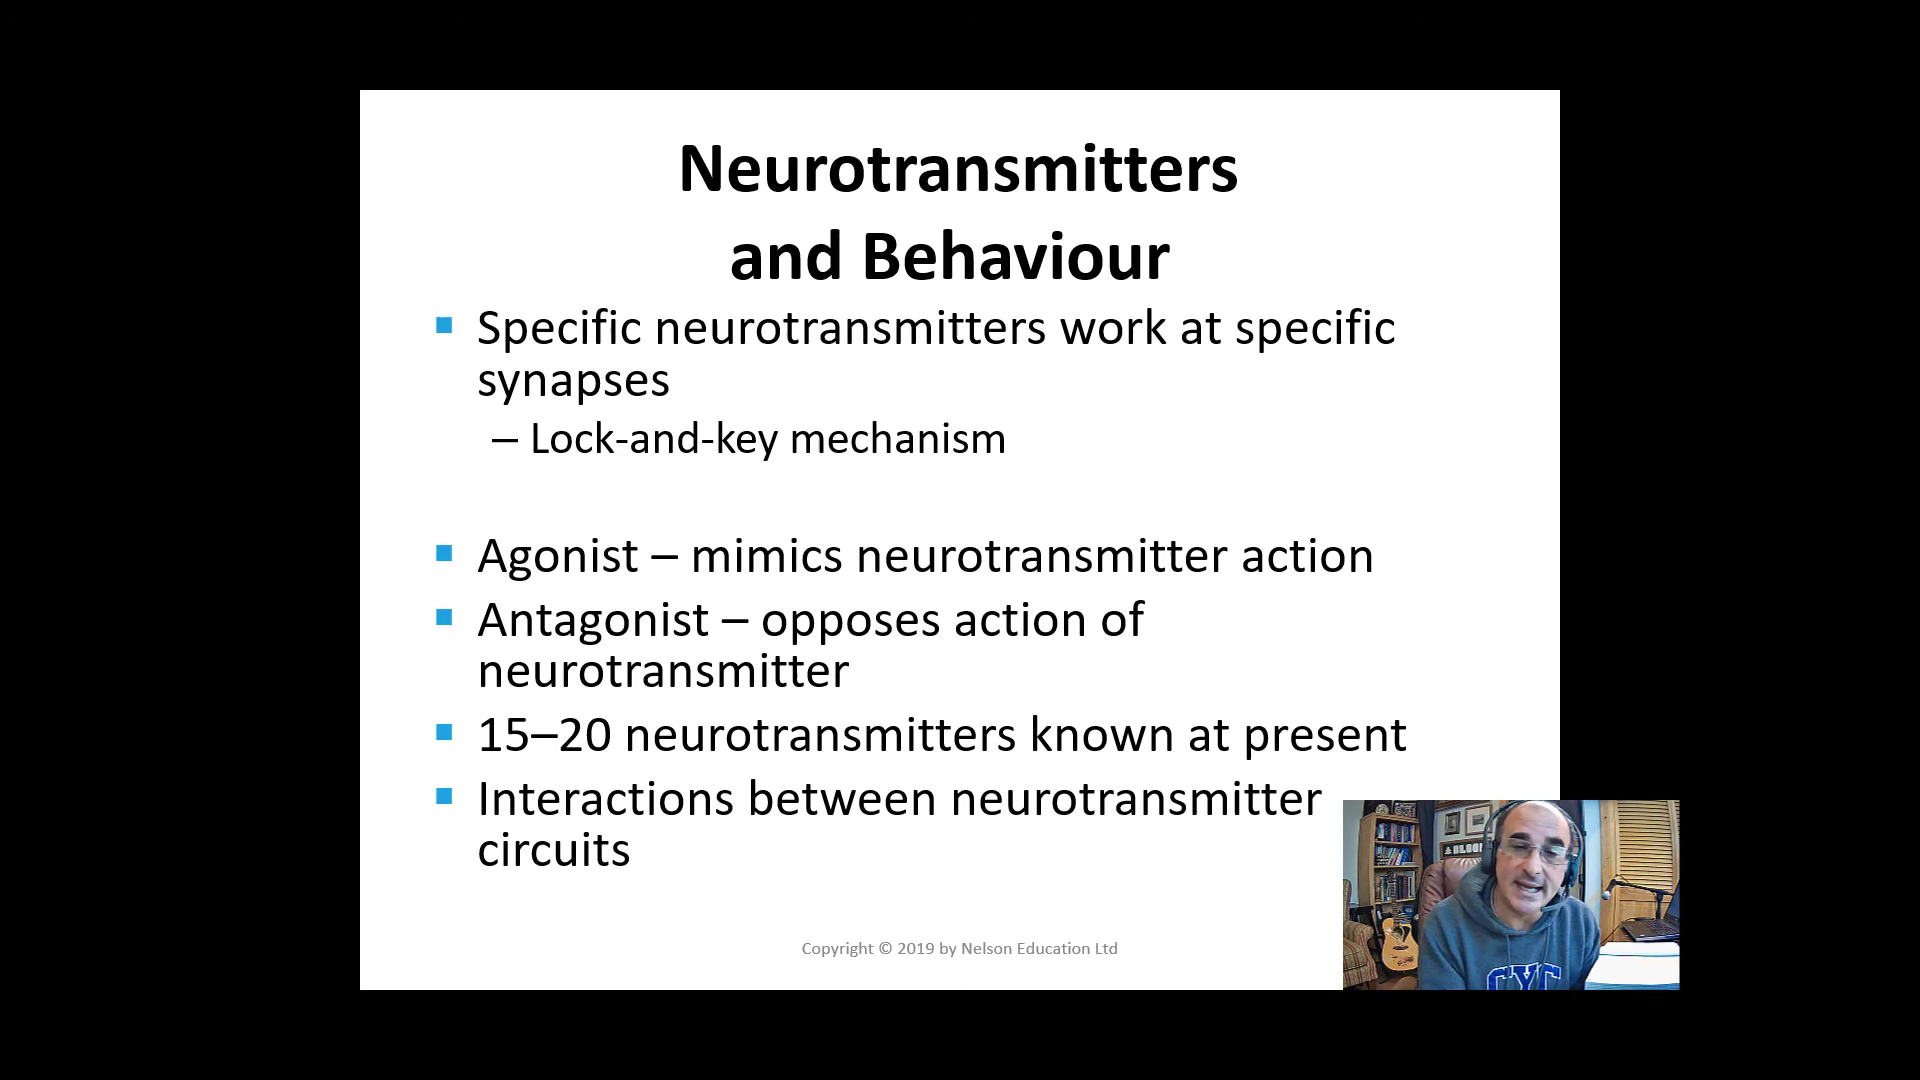 Neurotransmitters
and Behaviour
Specific neurotransmitters work at specific
synapses
– Lock-and-key mechanism
Agonist – mimics neurotransmitter action
Antagonist – opposes action of
neurotransmitter
15–20 neurotransmitters known at present
Interactions between neurotransmitter
circuits
Copyright © 2019 by Nelson Education Ltd